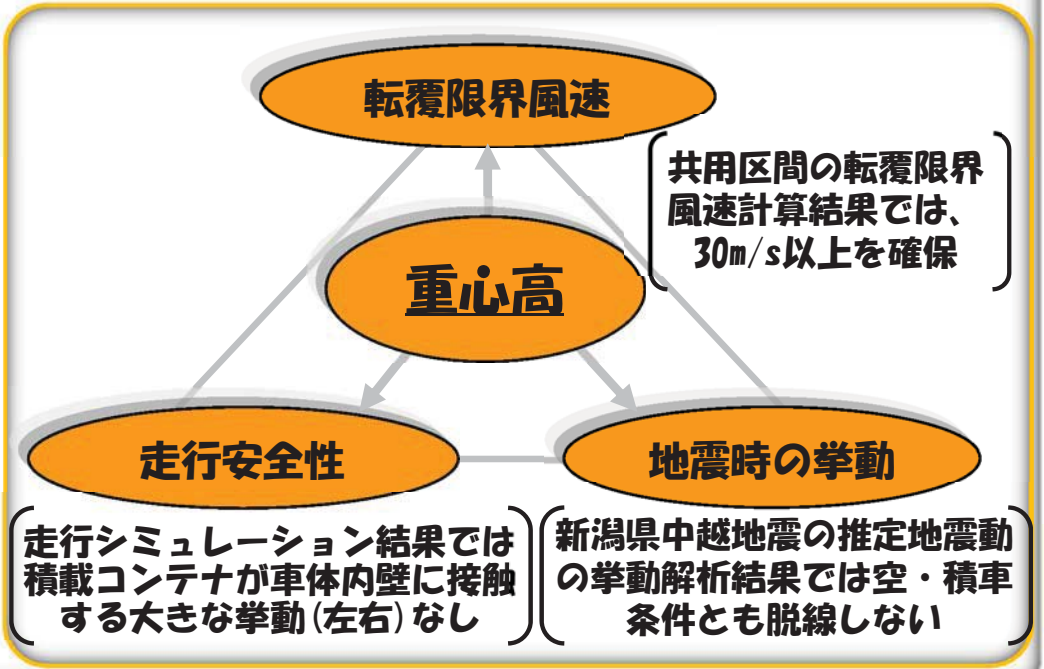 転覆限界風速
共用区間の転覆限界
風速計算結果では、
30m/s以上を確保
重心高
走行安全性
地震時の挙動
走行シミュレーション結果では
積載コンテナが車体内壁に接触
する大きな挙動(左右)なし
新潟県中越地震の推定地震動
の挙動解析結果では空・積車
条件とも脱線しない